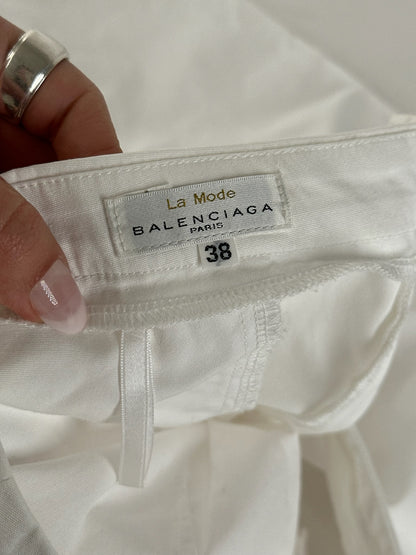 La Mode
BALENCIAGA
PARIS
38